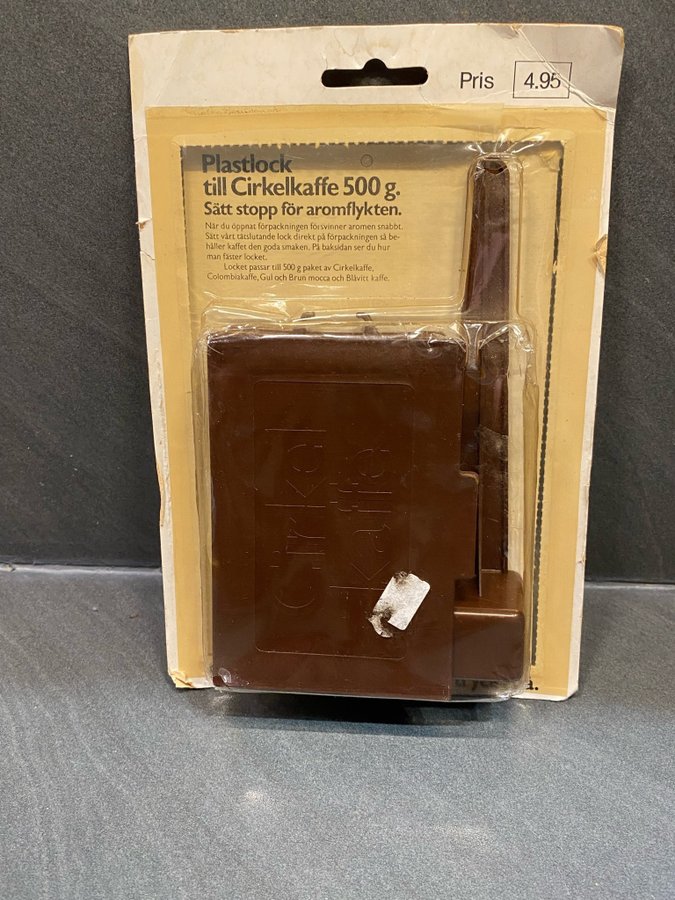 Pris 4.95
Plastlock
till Cirkelkaffe 500 g.
Sätt stopp för aromflykten.
När du öppnat förpackningen försvinner aromen snabbt.
Sätt vårt tätslutande lock direkt på förpackningen så be-
håller kaffet den goda smaken. På baksidan ser du hur
man fäster locket.
Locket passar till 500 g paket av Cirkelkaffe,
Colombiakaffe, Gul och Brun mocca och Blåvitt kaffe.
Cirkel
kaffe